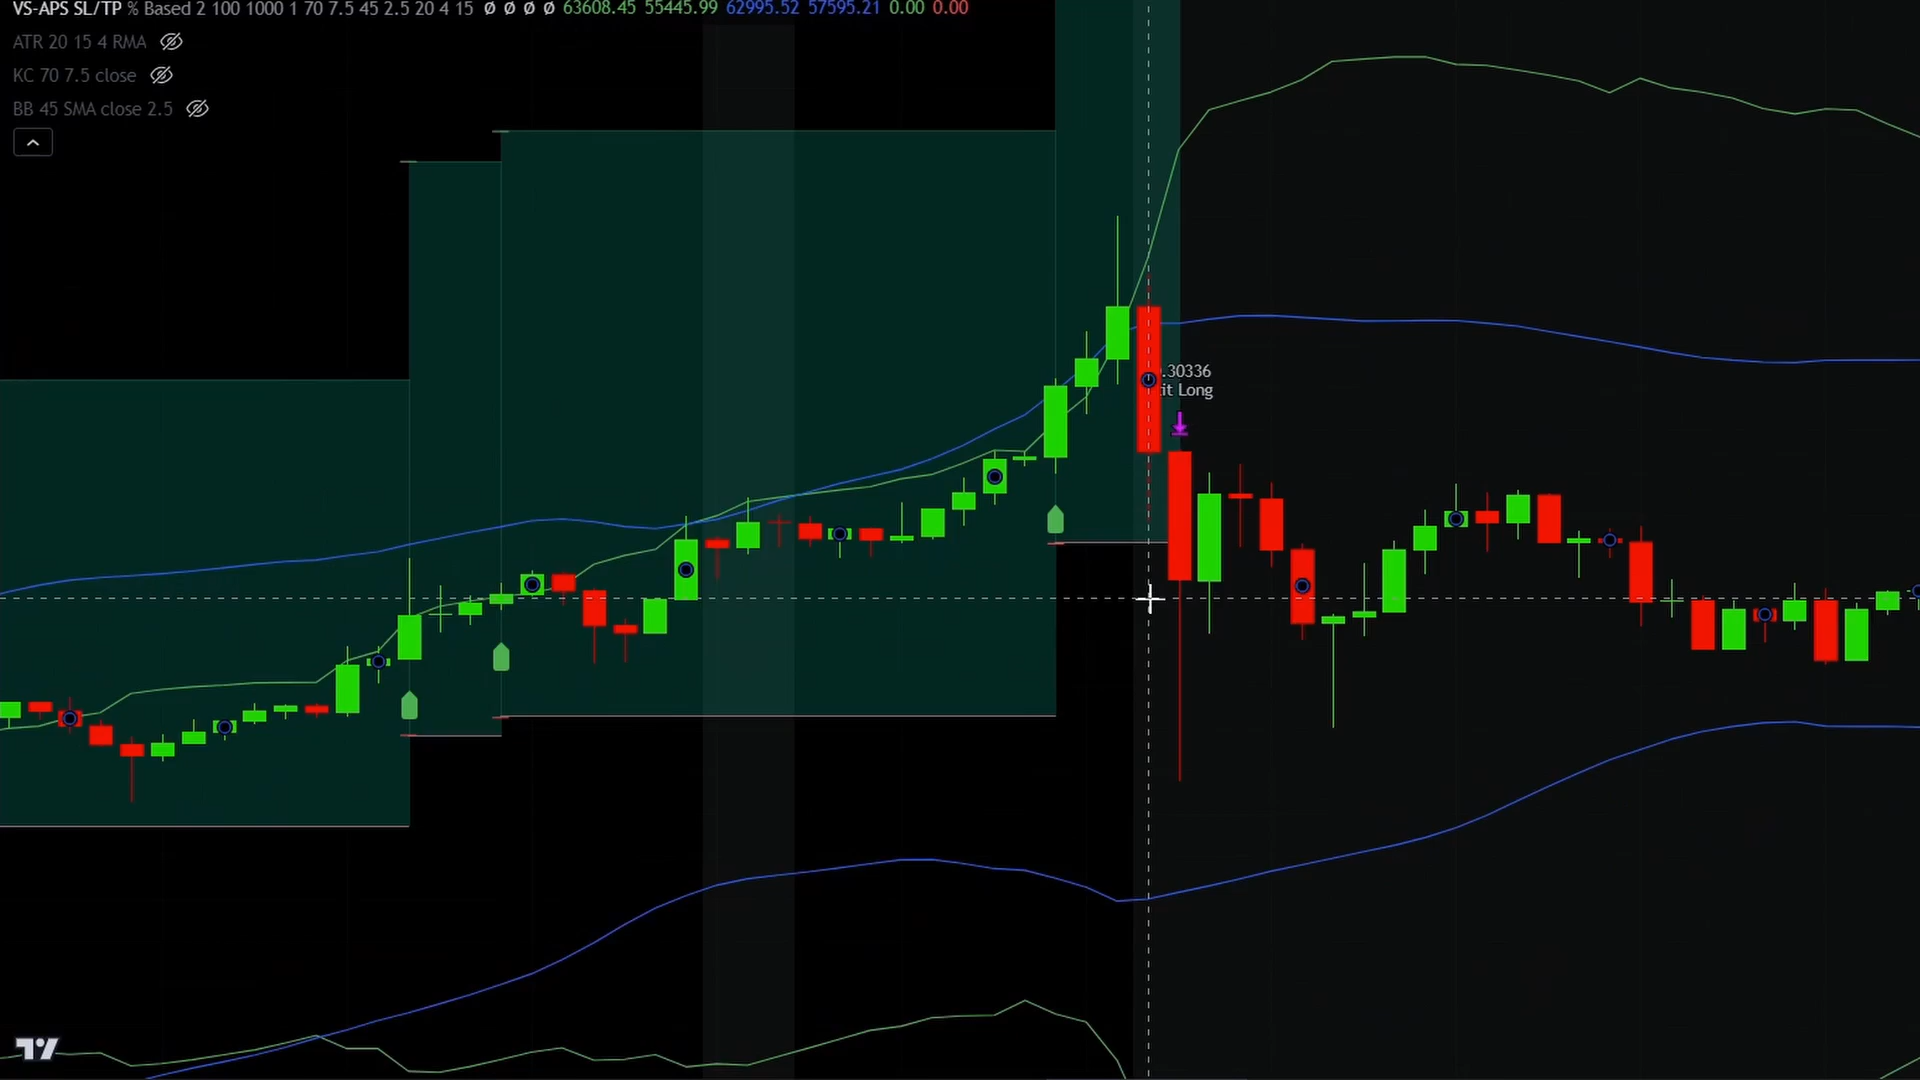 VS-APS SL/TP % Based 2 100 1000 1 70 7.5 45 2.5 20 4 15 Ø Ø Ø Ø 63608.45 55445.99 62995.52 57595.21 0.00 0.00
ATR 20 15 4 RMA
KC 70 7.5 close
BB 45 SMA close 2.5
.30336
it Long